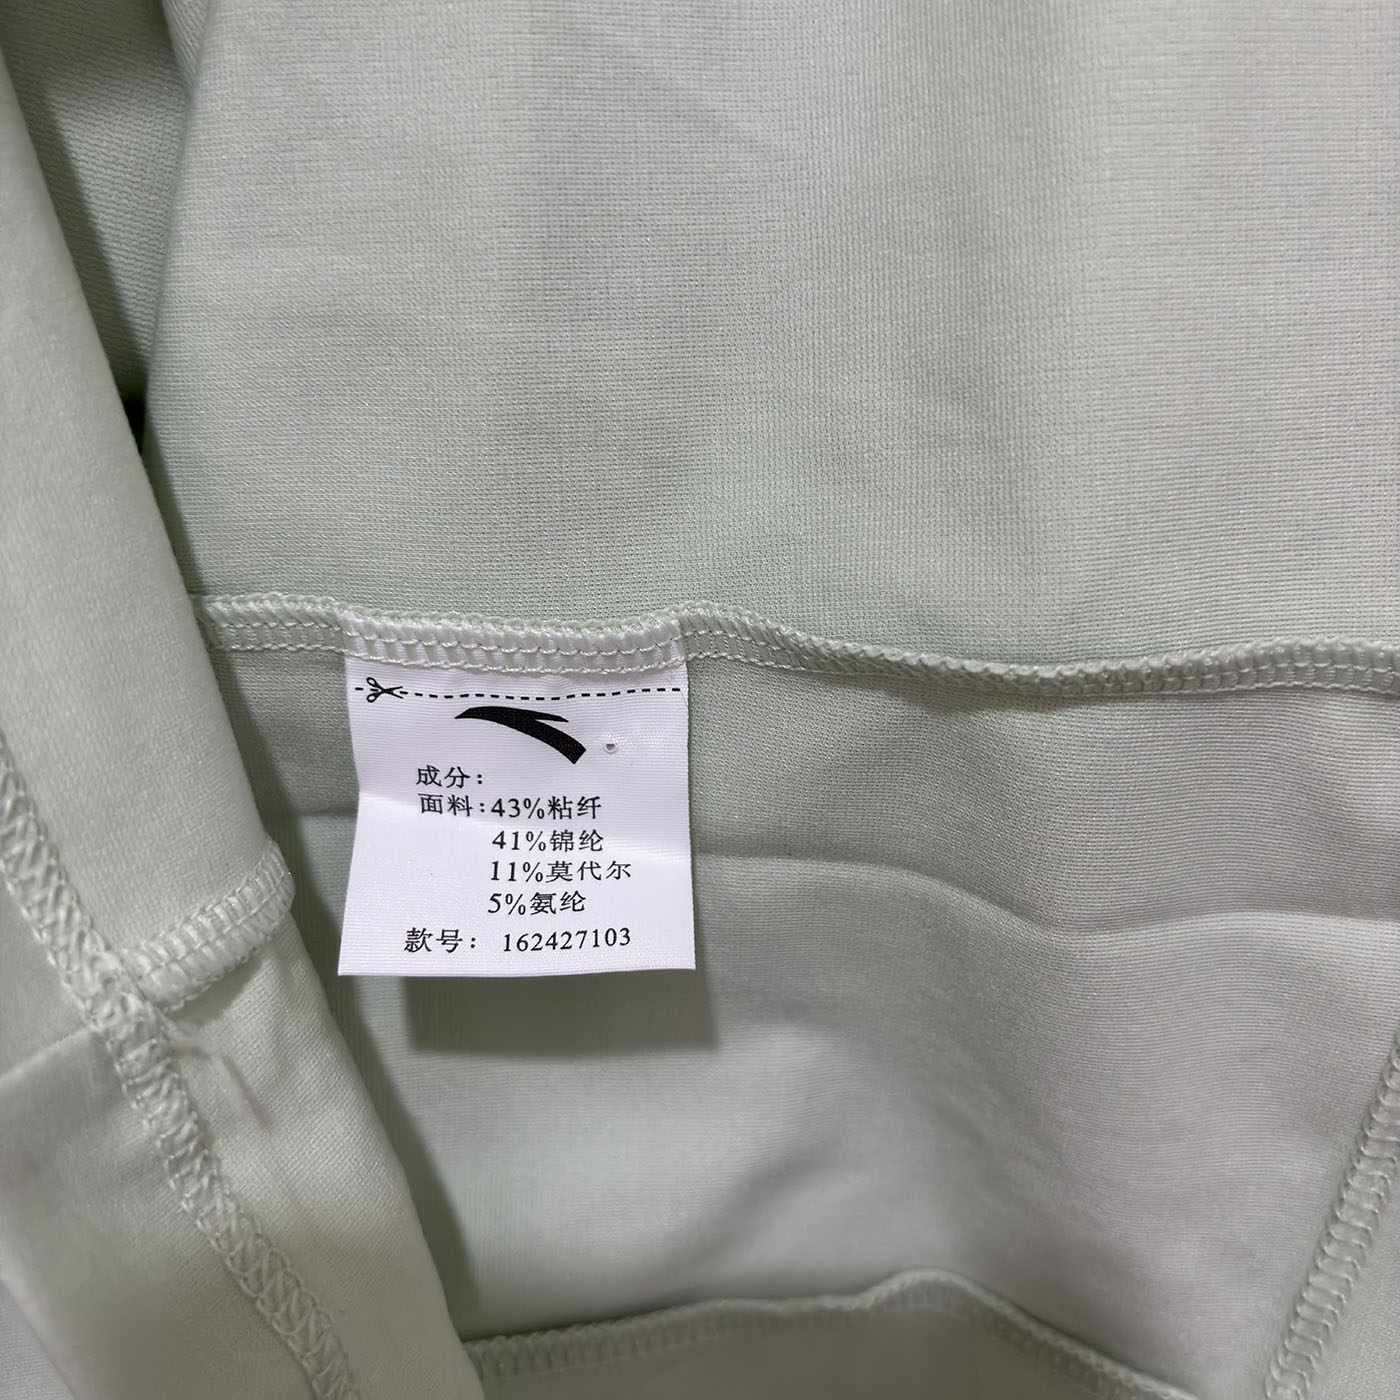 成分：
面料：43%粘纤
41%锦纶
11%莫代尔
5%氨纶
款号： 162427103